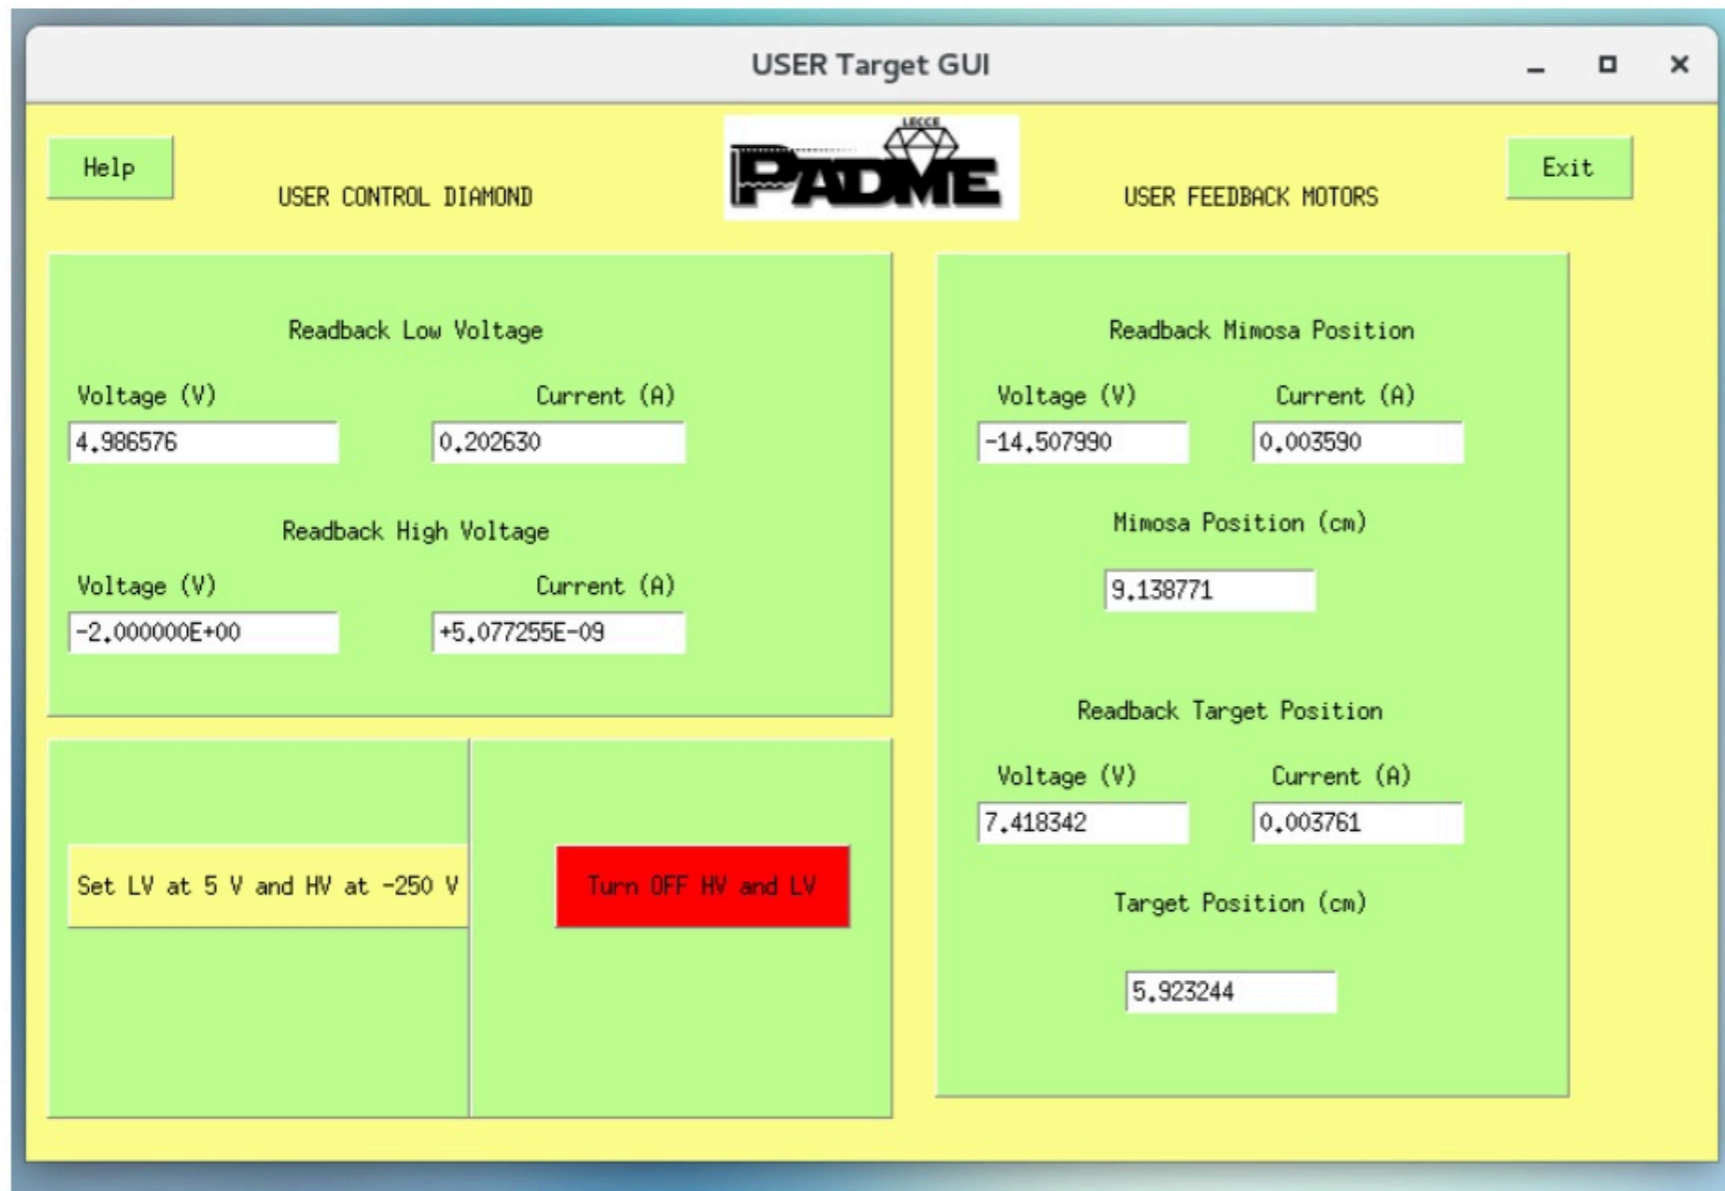 USER Target GUI
Help
USER CONTROL DIAMOND
LECCE
PADME
USER FEEDBACK MOTORS
Exit
Readback Low Voltage
Voltage (V) Current (A)
4.986576 0.202630
Readback High Voltage
Voltage (V) Current (A)
-2.000000E+00 +5.077255E-09
Set LV at 5 V and HV at -250 V
Turn OFF HV and LV
Readback Mimosa Position
Voltage (V) Current (A)
-14.507990 0.003590
Mimosa Position (cm)
9.138771
Readback Target Position
Voltage (V) Current (A)
7.418342 0.003761
Target Position (cm)
5.923244